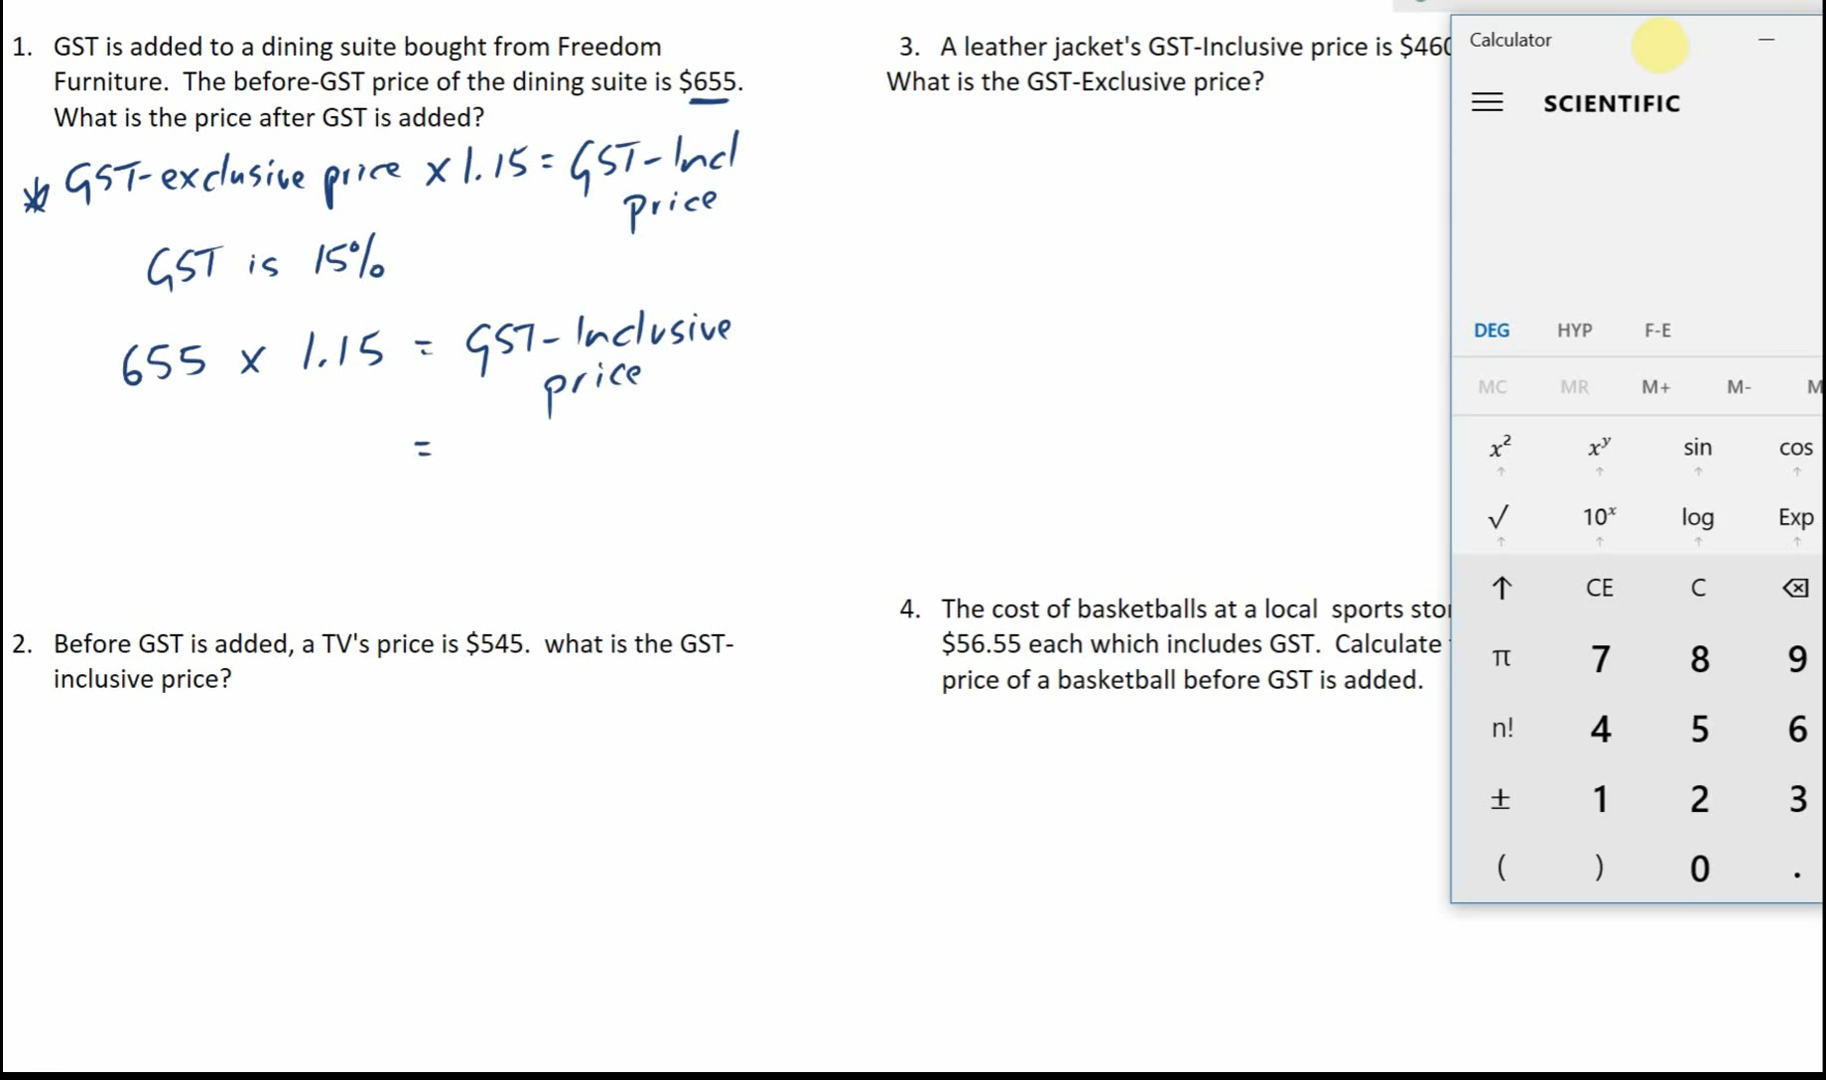 1. GST is added to a dining suite bought from Freedom
Furniture. The before-GST price of the dining suite is $655.
What is the price after GST is added?
* GST-exclusive price x 1.15 = GST-Incl
price
GST is 15%
655 x 1.15 = GST-Inclusive
price
=
2. Before GST is added, a TV's price is $545. what is the GST-
inclusive price?
3. A leather jacket's GST-Inclusive price is $460
What is the GST-Exclusive price?
4. The cost of basketballs at a local sports
$56.55 each which includes GST. Calculate
price of a basketball before GST is added.
Calculator —
☰ SCIENTIFIC
DEG HYP F-E
MC MR M+ M- M
x² xʸ sin cos
√ 10ˣ log Exp
↑ CE C ⌫
π 7 8 9
n! 4 5 6
± 1 2 3
( ) 0 .